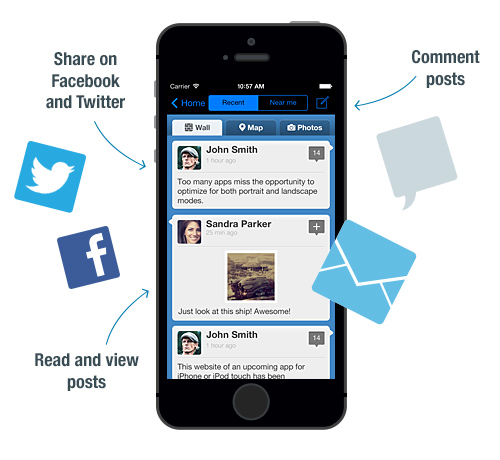 Share on
Facebook
and Twitter
Comment
posts
Carrier 10:57 AM
Home Recent Near me
Wall Map Photos
John Smith 14
1 hour ago
Too many apps miss the opportunity to
optimize for both portrait and landscape
modes.
Sandra Parker +
25 min ago
Just look at this ship! Awesome!
John Smith 14
1 hour ago
This website of an upcoming app for
iPhone or iPod touch has been
Read and view
posts
f